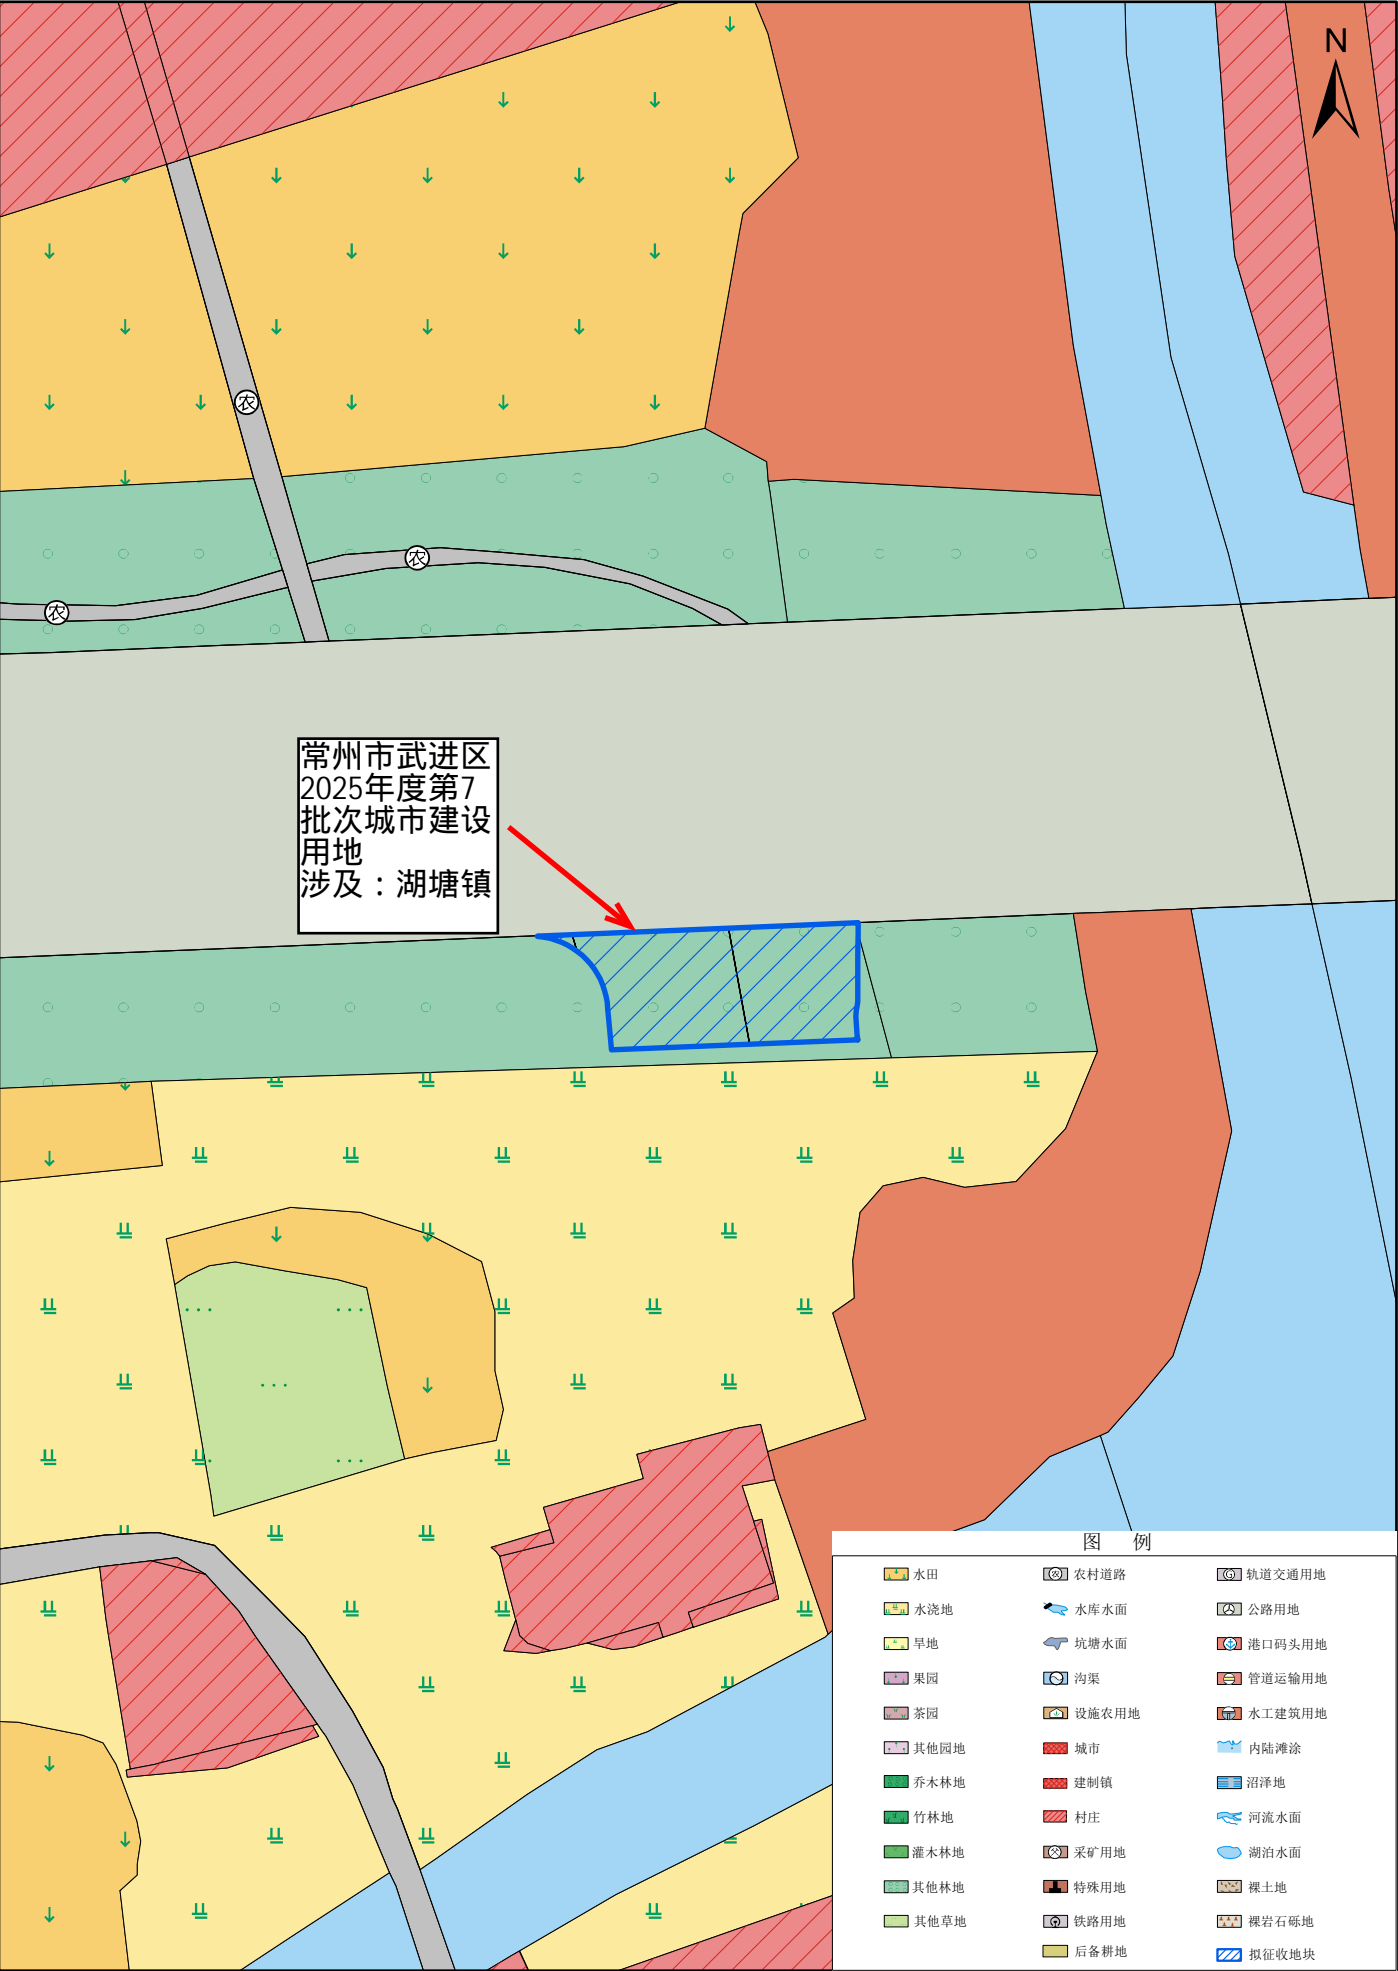 N
农
农
农
常州市武进区
2025年度第7
批次城市建设
用地
涉及：湖塘镇
图 例
水田
农村道路
轨道交通用地
水浇地
水库水面
公路用地
旱地
坑塘水面
港口码头用地
果园
沟渠
管道运输用地
茶园
设施农用地
水工建筑用地
其他园地
城市
内陆滩涂
乔木林地
建制镇
沼泽地
竹林地
村庄
河流水面
灌木林地
采矿用地
湖泊水面
其他林地
特殊用地
裸土地
其他草地
铁路用地
裸岩石砾地
后备耕地
拟征收地块